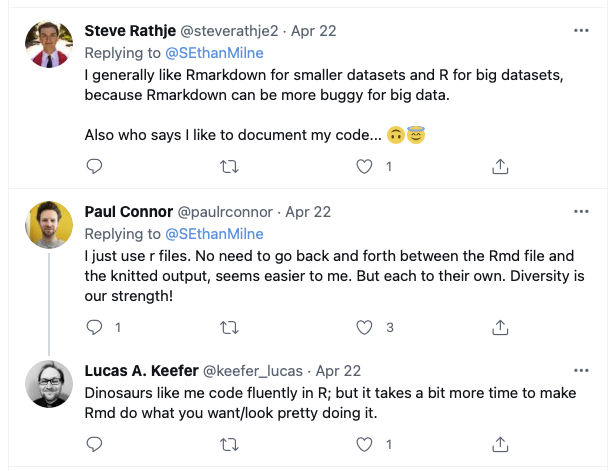 Steve Rathje @steverathje2 · Apr 22
Replying to @SEthanMilne
I generally like Rmarkdown for smaller datasets and R for big datasets,
because Rmarkdown can be more buggy for big data.
Also who says I like to document my code... 🙃😇
1
Paul Connor @paulrconnor · Apr 22
Replying to @SEthanMilne
I just use r files. No need to go back and forth between the Rmd file and
the knitted output, seems easier to me. But each to their own. Diversity is
our strength!
1 3
Lucas A. Keefer @keefer_lucas · Apr 22
Dinosaurs like me code fluently in R; but it takes a bit more time to make
Rmd do what you want/look pretty doing it.
1